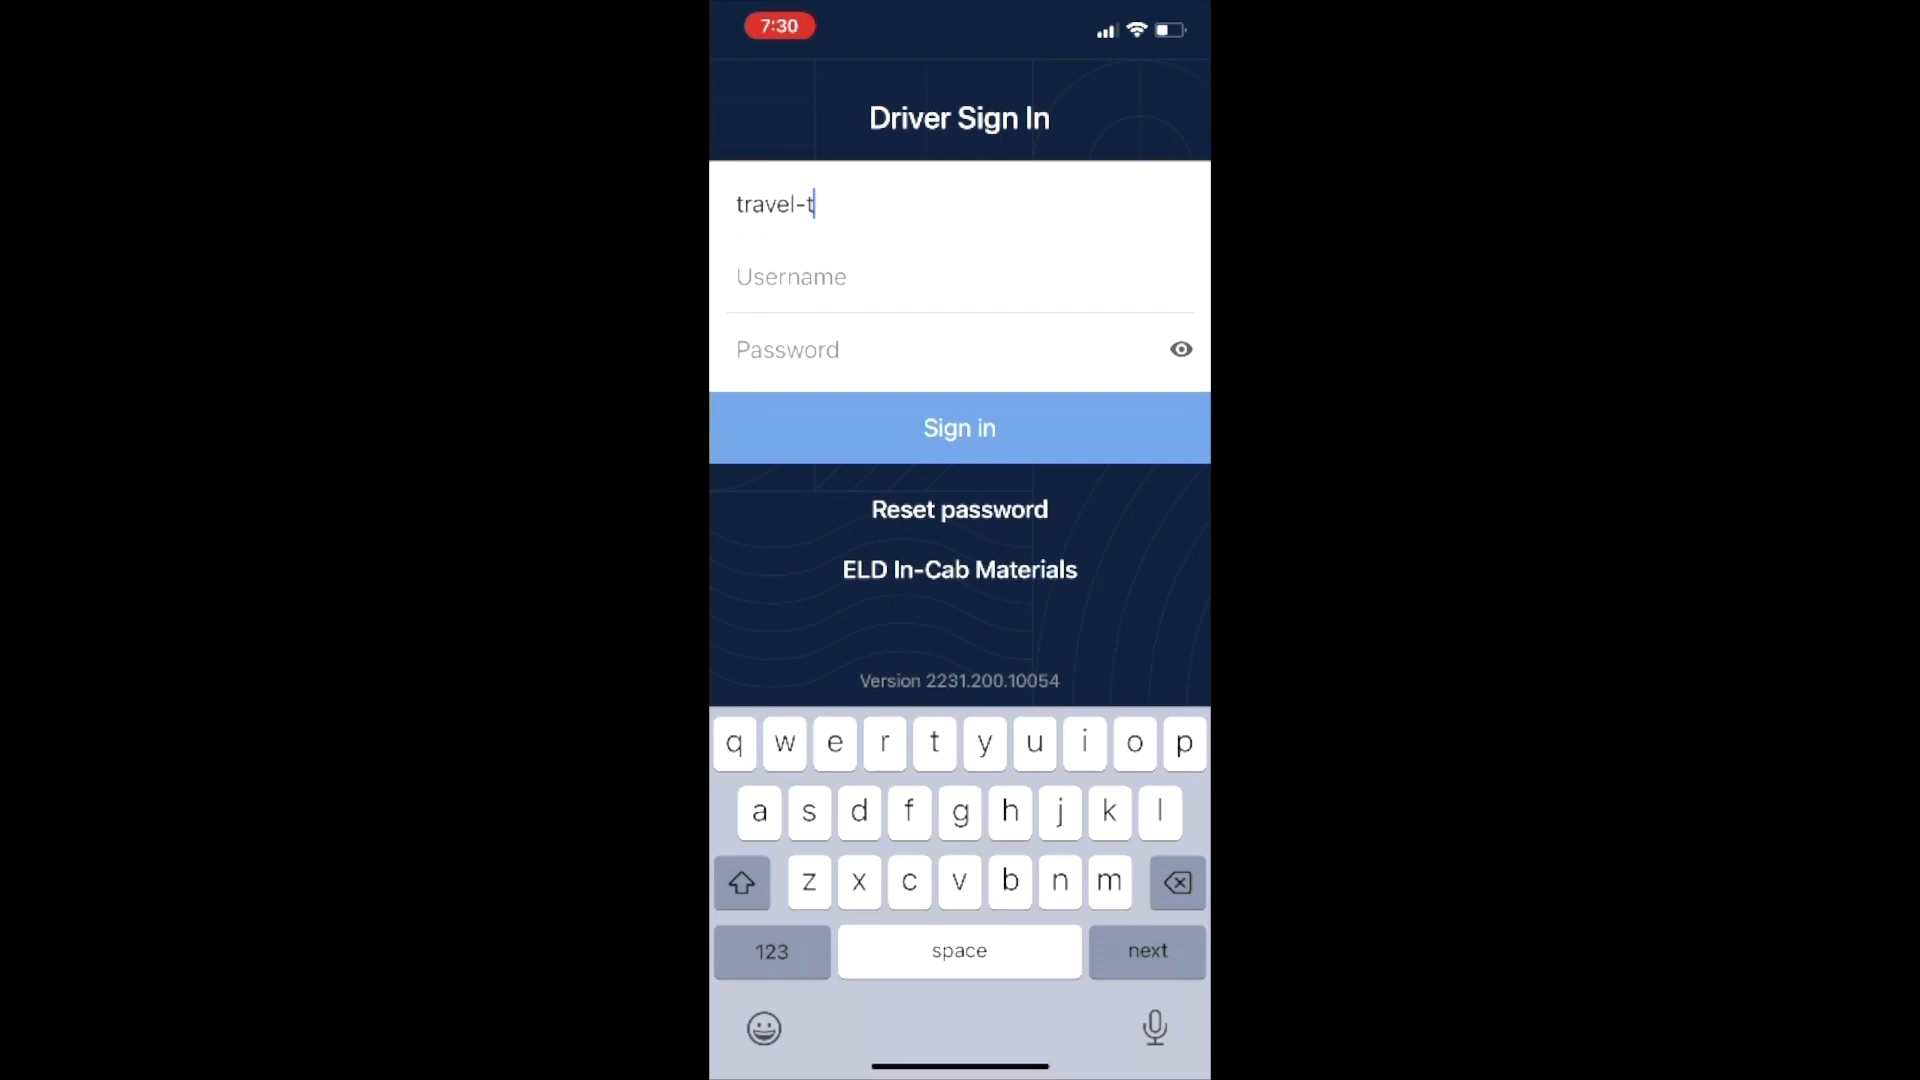 7:30
Driver Sign In
travel-t
Username
Password
Sign in
Reset password
ELD In-Cab Materials
Version 2231.200.10054
q w e r t y u i o p
a s d f g h j k l
z x c v b n m
123 space next